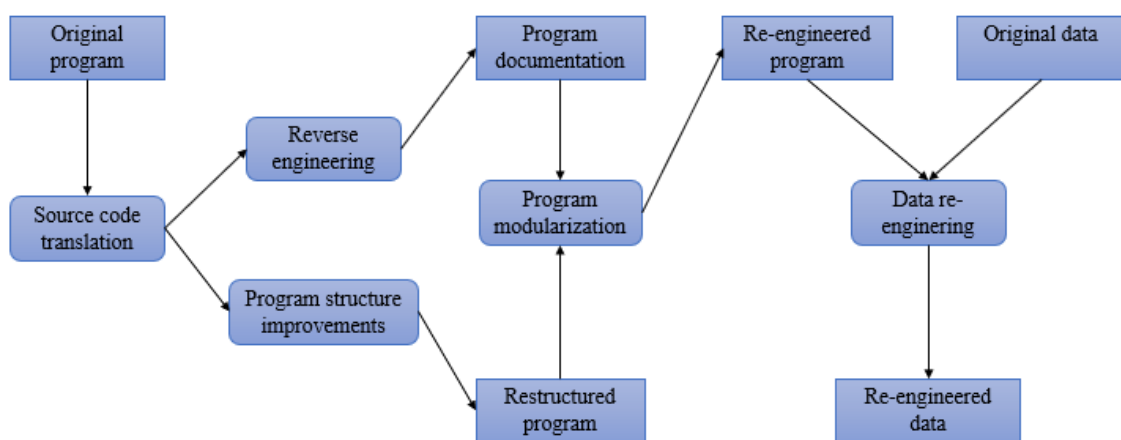 Original
program
Program
documentation
Re-engineered
program
Original data
Reverse
engineering
Source code
translation
Program
modularization
Data re-
enginering
Program structure
improvements
Restructured
program
Re-engineered
data